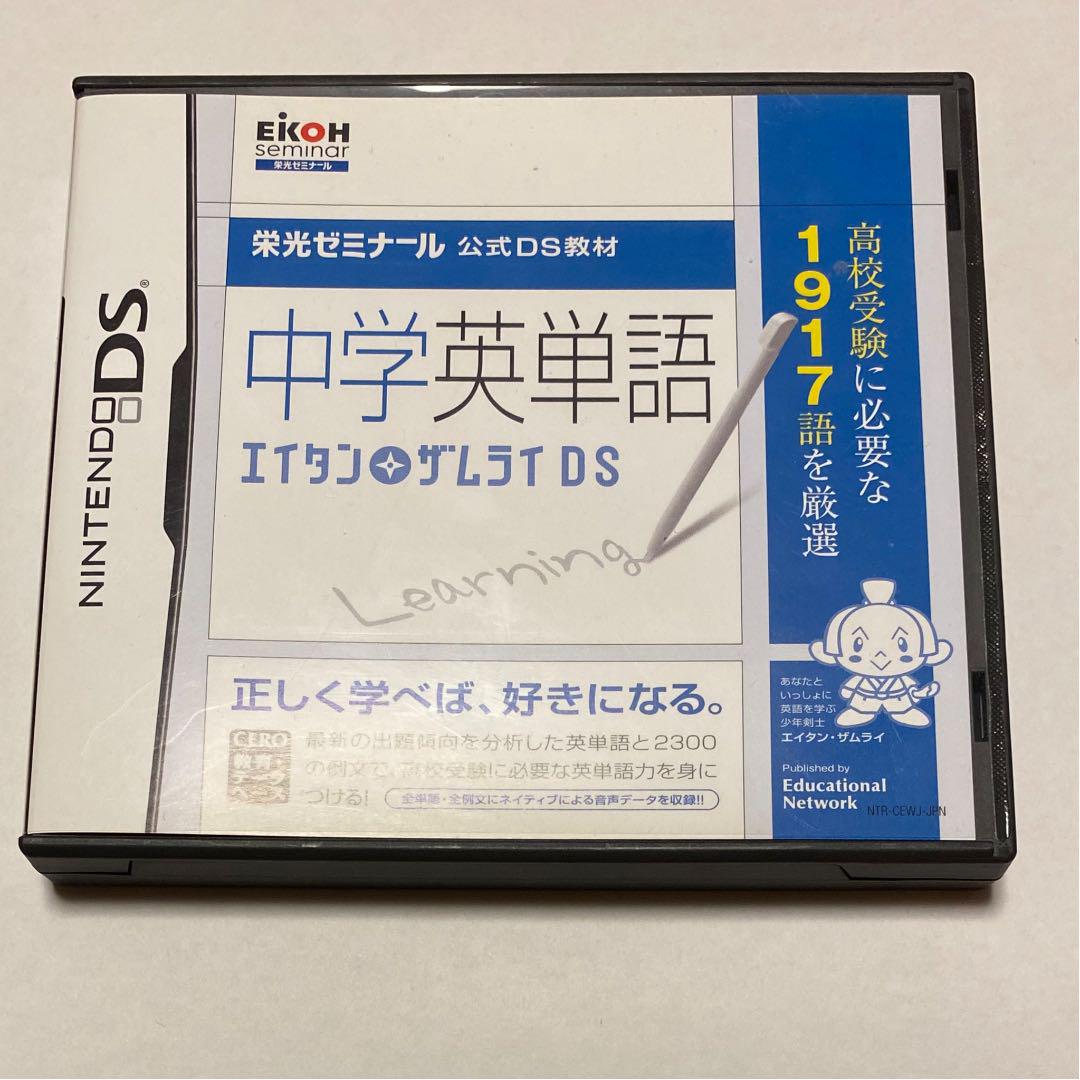 NINTENDO DS®
EiKOH
seminar
栄光ゼミナール
栄光ゼミナール 公式DS教材
中学英単語
エイタン ザムライDS
Learning
高校受験に必要な
1917語を厳選
正しく学べば、好きになる。
CERO
教育・データベース
最新の出題傾向を分析した英単語と2300
の例文で、高校受験に必要な英単語力を身に
つける! 全単語・全例文にネイティブによる音声データを収録!!
あなたと
いっしょに
英語を学ぶ
少年剣士
エイタン・ザムライ
Published by
Educational
Network
NTR-CEWJ-JPN